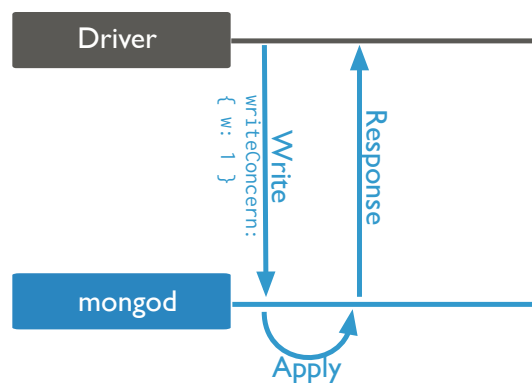 Driver
Write
writeConcern:
{ w: 1 }
Response
mongod
Apply